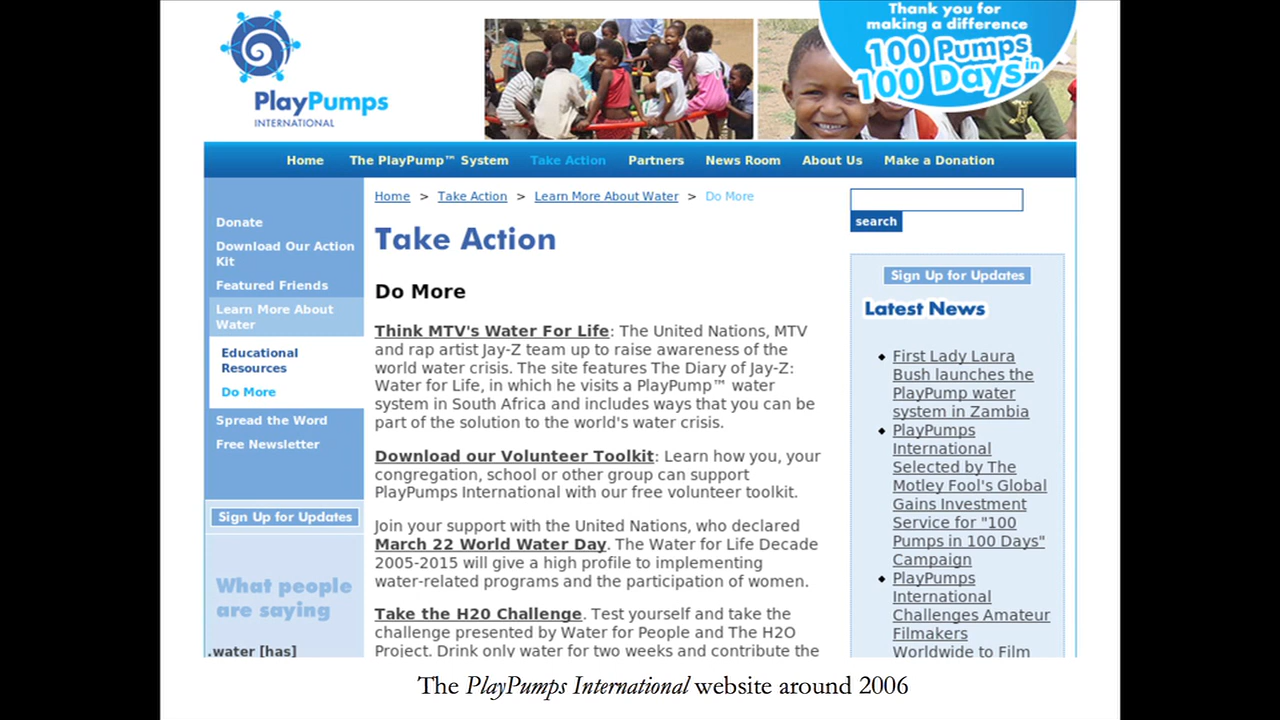 PlayPumps
INTERNATIONAL
Thank you for
making a difference
100 Pumps
in
100 Days
Home The PlayPump™ System Take Action Partners News Room About Us Make a Donation
Donate
Download Our Action
Kit
Featured Friends
Learn More About
Water
Educational
Resources
Do More
Spread the Word
Free Newsletter
Sign Up for Updates
What people
are saying
.water [has]
Home > Take Action > Learn More About Water > Do More
Take Action
Do More
Think MTV's Water For Life: The United Nations, MTV
and rap artist Jay-Z team up to raise awareness of the
world water crisis. The site features The Diary of Jay-Z:
Water for Life, in which he visits a PlayPump™ water
system in South Africa and includes ways that you can be
part of the solution to the world's water crisis.
Download our Volunteer Toolkit: Learn how you, your
congregation, school or other group can support
PlayPumps International with our free volunteer toolkit.
Join your support with the United Nations, who declared
March 22 World Water Day. The Water for Life Decade
2005-2015 will give a high profile to implementing
water-related programs and the participation of women.
Take the H20 Challenge. Test yourself and take the
challenge presented by Water for People and The H2O
Project. Drink only water for two weeks and contribute the
search
Sign Up for Updates
Latest News
First Lady Laura
Bush launches the
PlayPump water
system in Zambia
PlayPumps
International
Selected by The
Motley Fool's Global
Gains Investment
Service for "100
Pumps in 100 Days"
Campaign
PlayPumps
International
Challenges Amateur
Filmakers
Worldwide to Film
The PlayPumps International website around 2006